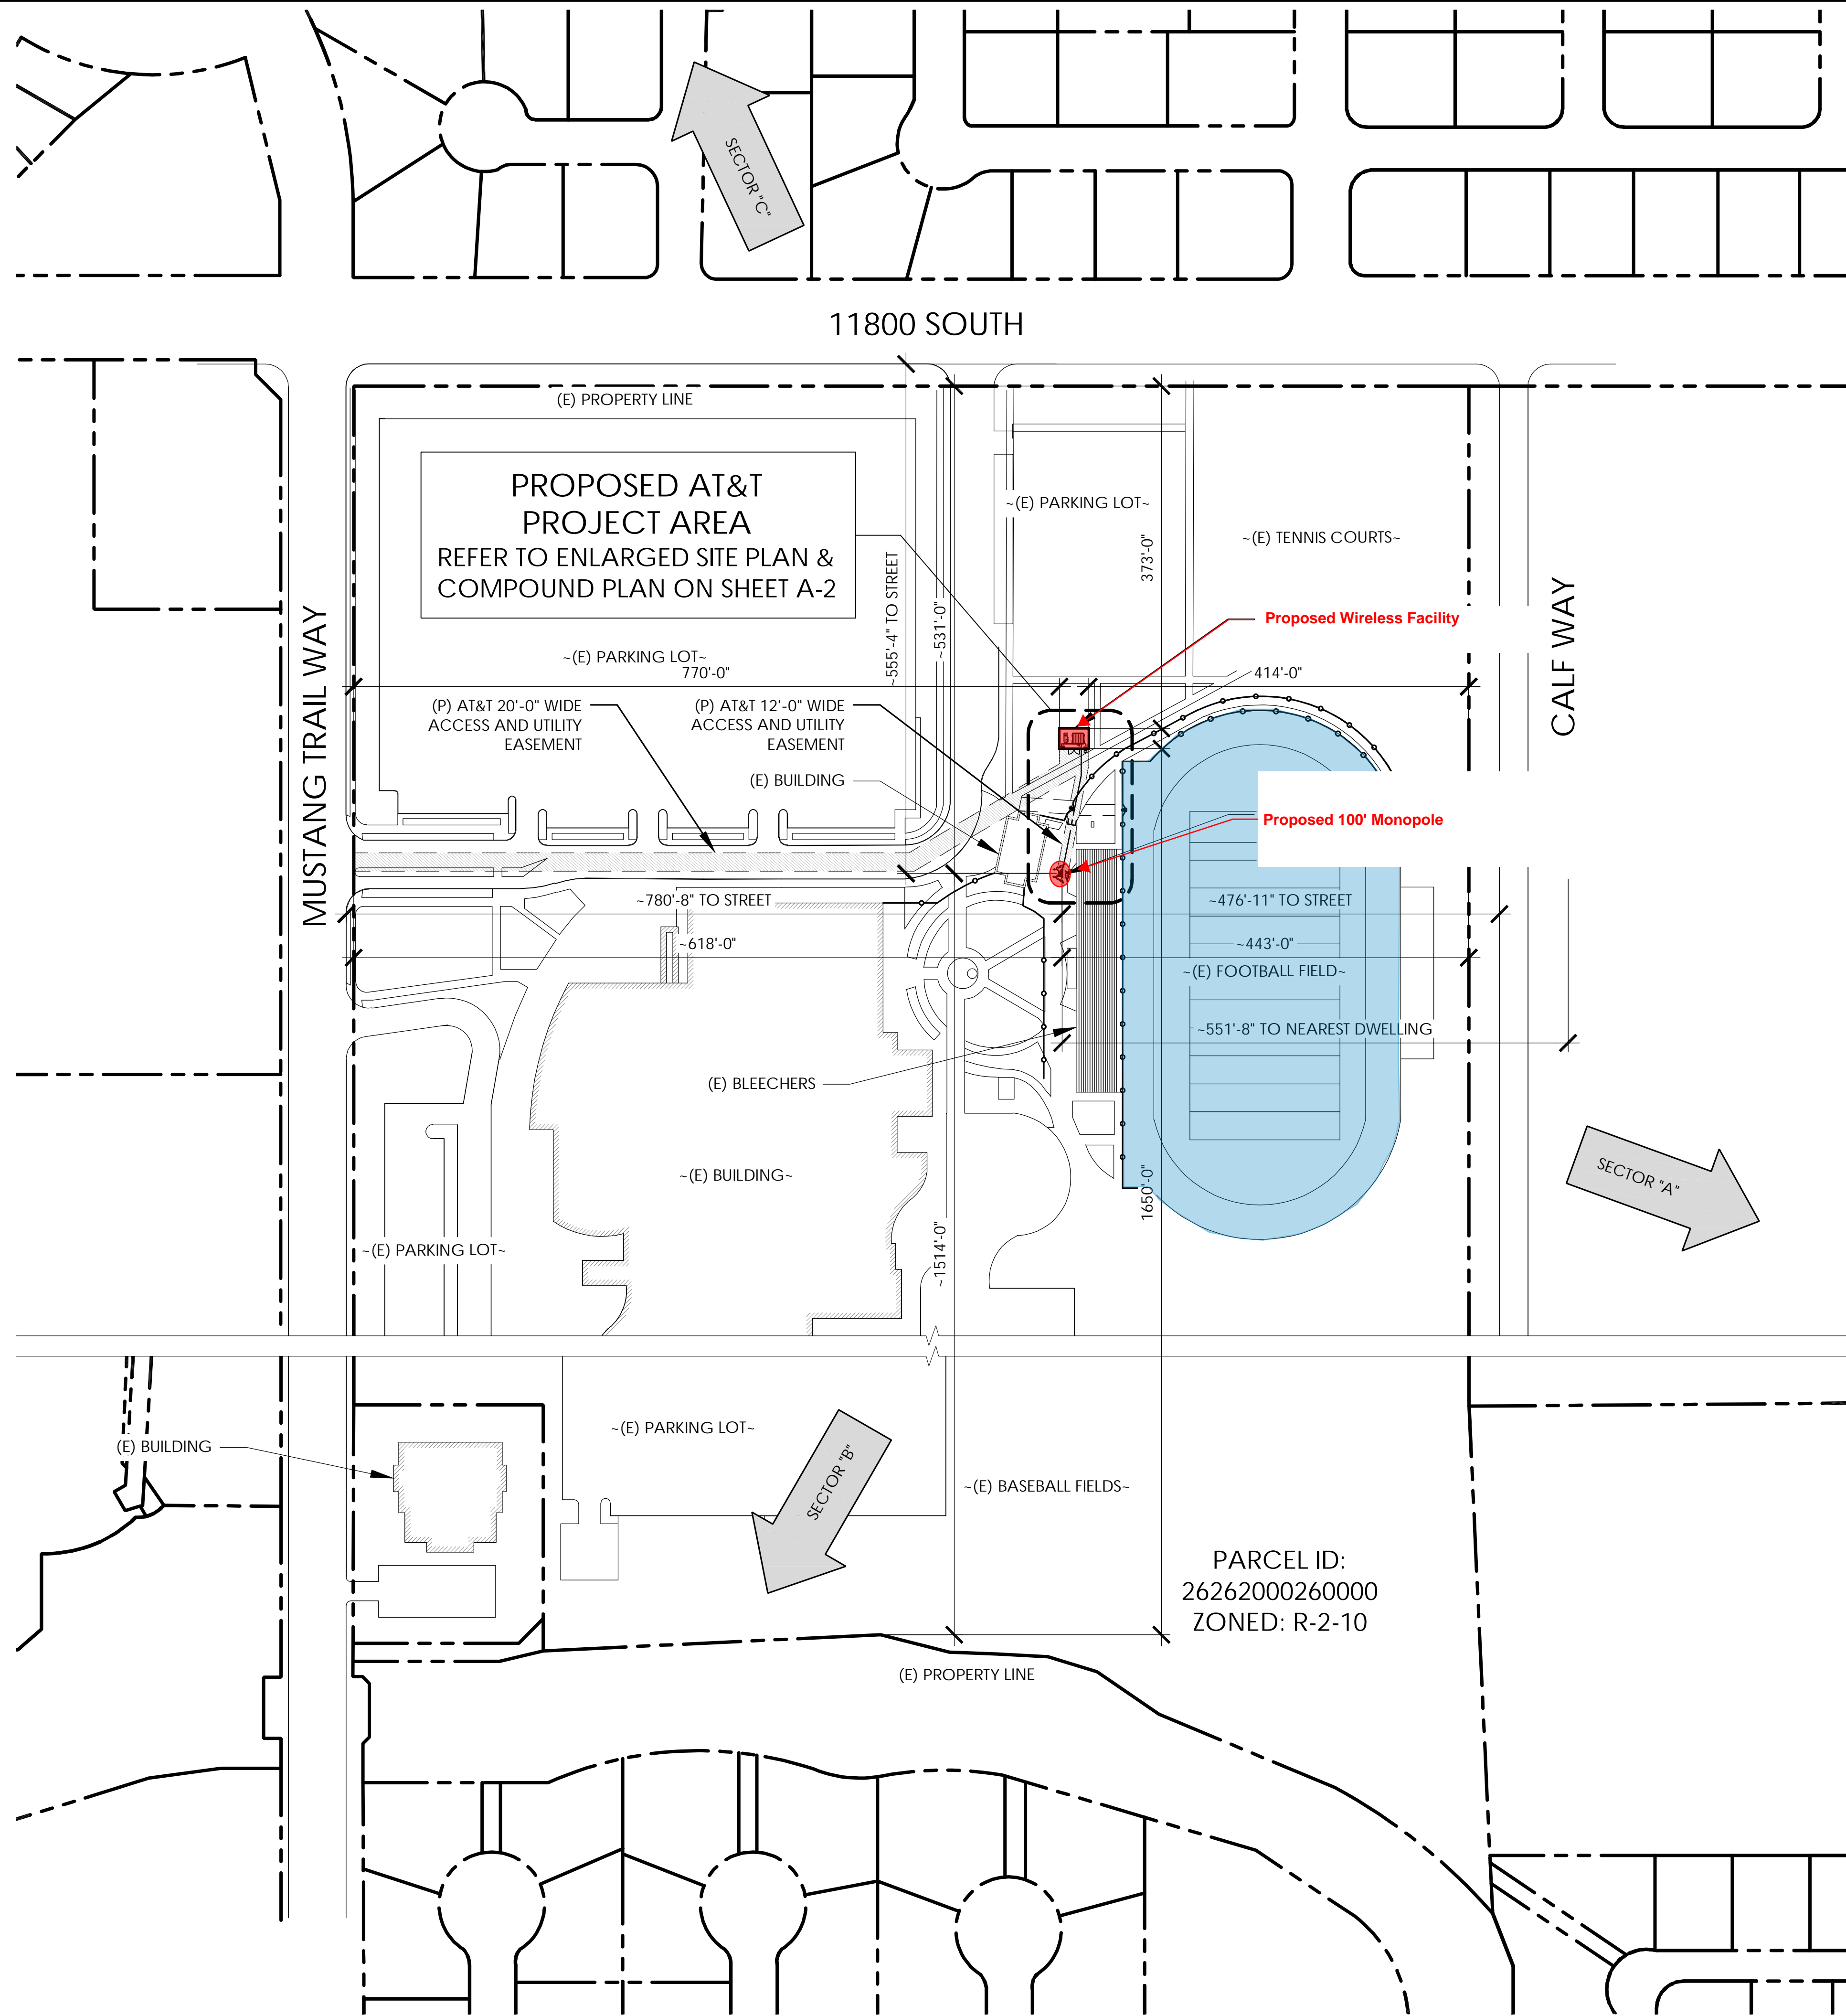 SECTOR "C"
11800 SOUTH
(E) PROPERTY LINE
PROPOSED AT&T
PROJECT AREA
REFER TO ENLARGED SITE PLAN &
COMPOUND PLAN ON SHEET A-2
~(E) PARKING LOT~
~(E) TENNIS COURTS~
373'-0"
~555'-4" TO STREET
~531'-0"
MUSTANG TRAIL WAY
CALF WAY
Proposed Wireless Facility
~(E) PARKING LOT~
770'-0"
414'-0"
(P) AT&T 20'-0" WIDE
ACCESS AND UTILITY
EASEMENT
(P) AT&T 12'-0" WIDE
ACCESS AND UTILITY
EASEMENT
(E) BUILDING
E
Proposed 100' Monopole
~780'-8" TO STREET
~476'-11" TO STREET
~618'-0"
~443'-0"
~(E) FOOTBALL FIELD~
~551'-8" TO NEAREST DWELLING
(E) BLEECHERS
~(E) BUILDING~
1650'-0"
SECTOR "A"
~1514'-0"
~(E) PARKING LOT~
(E) BUILDING
~(E) PARKING LOT~
SECTOR "B"
~(E) BASEBALL FIELDS~
PARCEL ID:
26262000260000
ZONED: R-2-10
(E) PROPERTY LINE